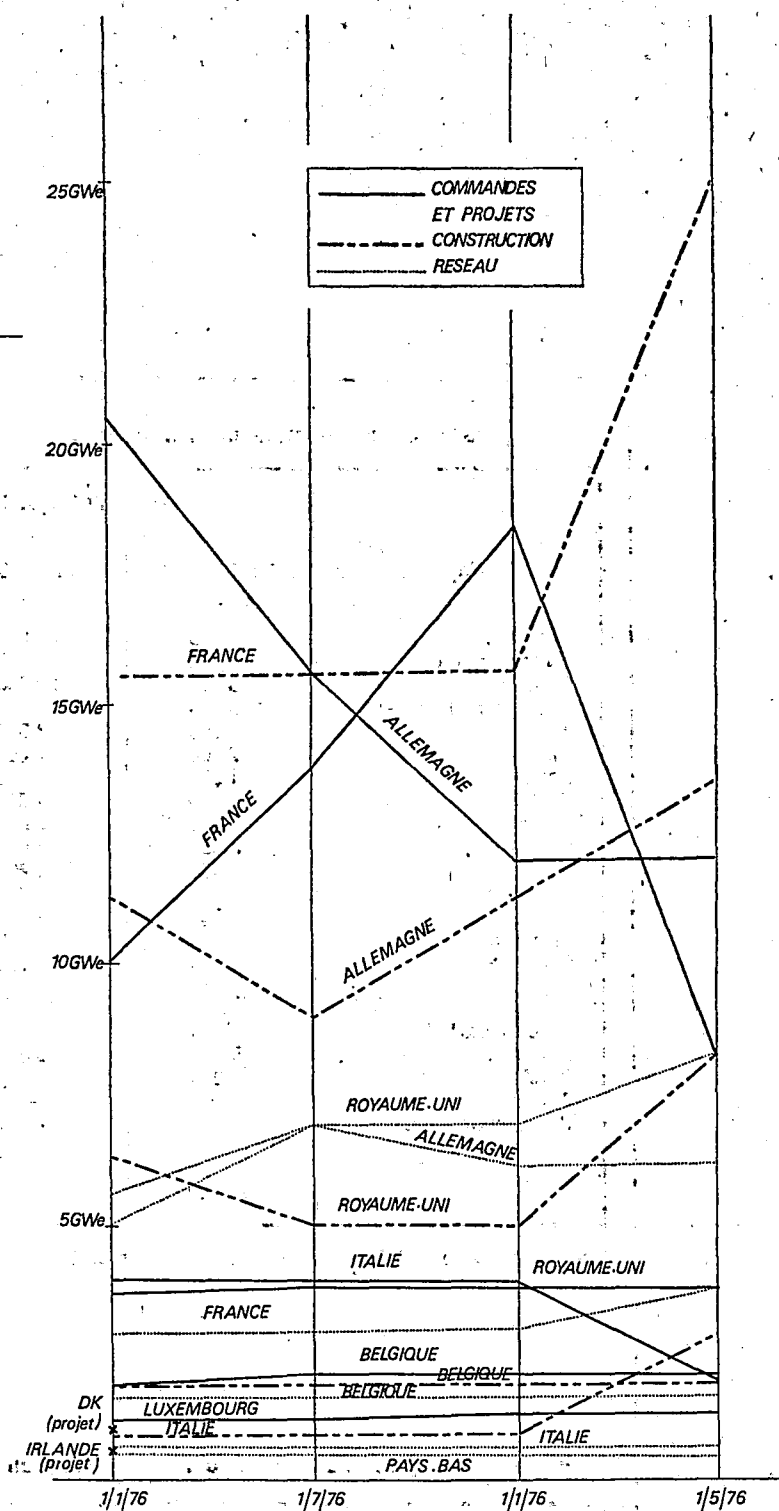 25GWe
COMMANDES
ET PROJETS
CONSTRUCTION
RESEAU
20GWe
FRANCE
15GWe
ALLEMAGNE
FRANCE
ALLEMAGNE
10GWe
ROYAUME-UNI
ALLEMAGNE
ROYAUME-UNI
5GWe
ITALIE
ROYAUME-UNI
FRANCE
BELGIQUE
BELGIQUE
BELGIQUE
DK
(projet)
LUXEMBOURG
ITALIE
ITALIE
IRLANDE
(projet)
PAYS.BAS
1/1/76 1/7/76 1/1/76 1/5/76